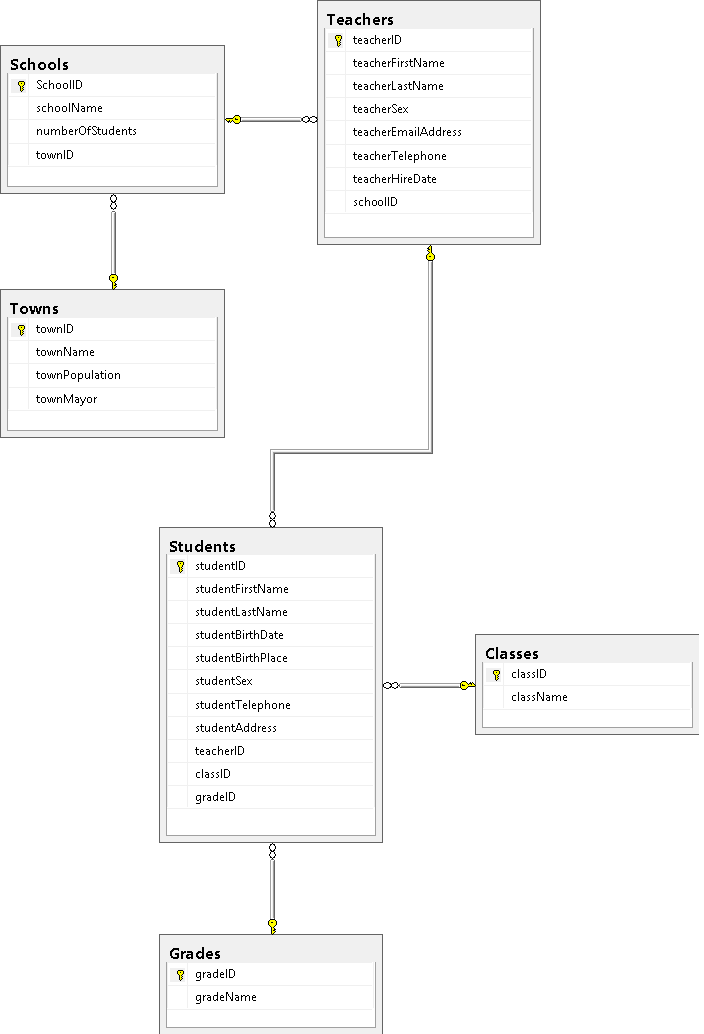 Teachers
teacherID
teacherFirstName
teacherLastName
teacherSex
teacherEmailAddress
teacherTelephone
teacherHireDate
schoolID
Schools
SchoolID
schoolName
numberOfStudents
townID
Towns
townID
townName
townPopulation
townMayor
Students
studentID
studentFirstName
studentLastName
studentBirthDate
studentBirthPlace
studentSex
studentTelephone
studentAddress
teacherID
classID
gradeID
Classes
classID
className
Grades
gradeID
gradeName